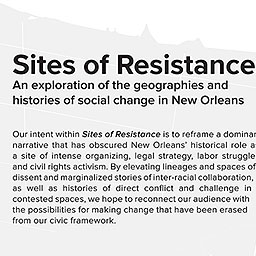 Sites of Resistance
An exploration of the geographies and
histories of social change in New Orleans
Our intent within Sites of Resistance is to reframe a dominan
narrative that has obscured New Orleans' historical role a
a site of intense organizing, legal strategy, labor struggle
and civil rights activism. By elevating lineages and spaces of
dissent and marginalized stories of inter-racial collaboration,
as well as histories of direct conflict and challenge in
contested spaces, we hope to reconnect our audience with
the possibilities for making change that have been erased
from our civic framework.